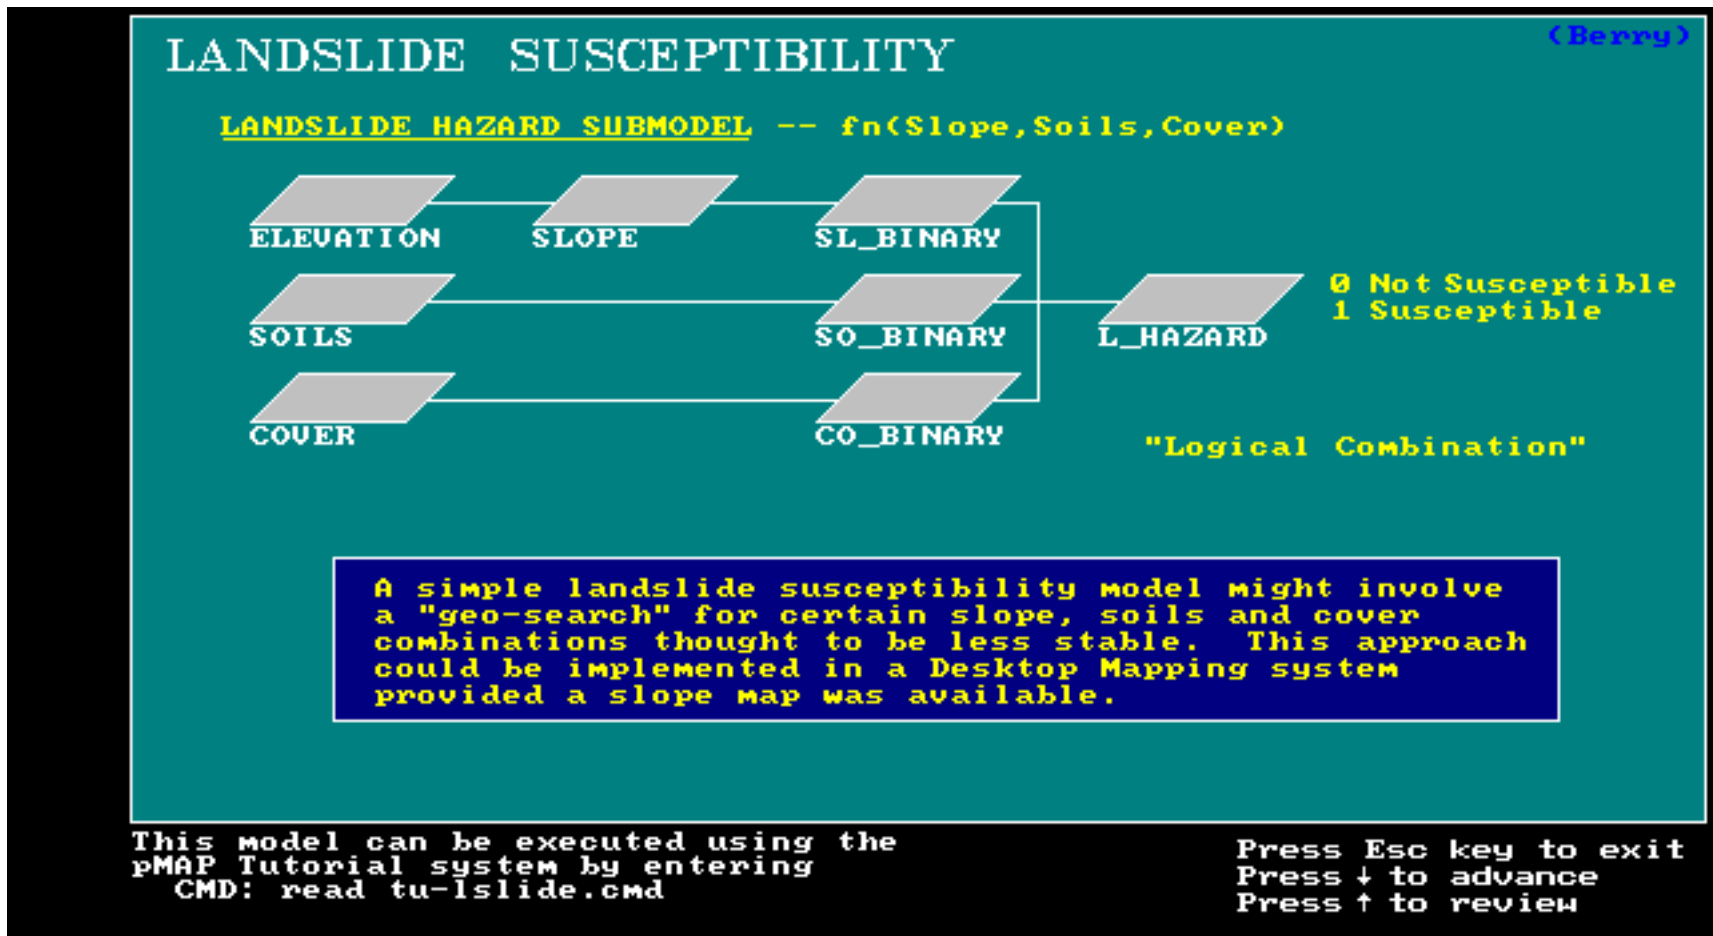 (Berry)
LANDSLIDE SUSCEPTIBILITY
LANDSLIDE HAZARD SUBMODEL -- fn(Slope,Soils,Cover)
ELEVATION SLOPE SL_BINARY
0 Not Susceptible
1 Susceptible
SOILS SO_BINARY L_HAZARD
COVER CO_BINARY
"Logical Combination"
A simple landslide susceptibility model might involve
a "geo-search" for certain slope, soils and cover
combinations thought to be less stable. This approach
could be implemented in a Desktop Mapping system
provided a slope map was available.
This model can be executed using the
pMAP Tutorial system by entering
CMD: read tu-lslide.cmd
Press Esc key to exit
Press ↓ to advance
Press ↑ to review